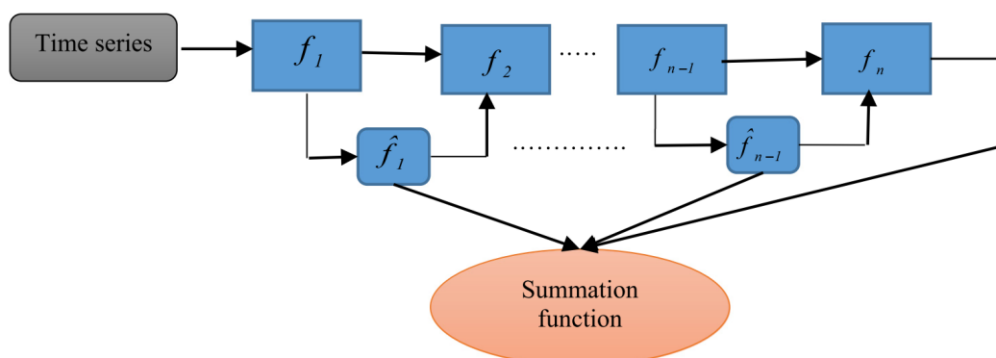 Time series
f1
f2
.....
fn−1
fn
f̂1
..............
f̂n−1
Summation
function